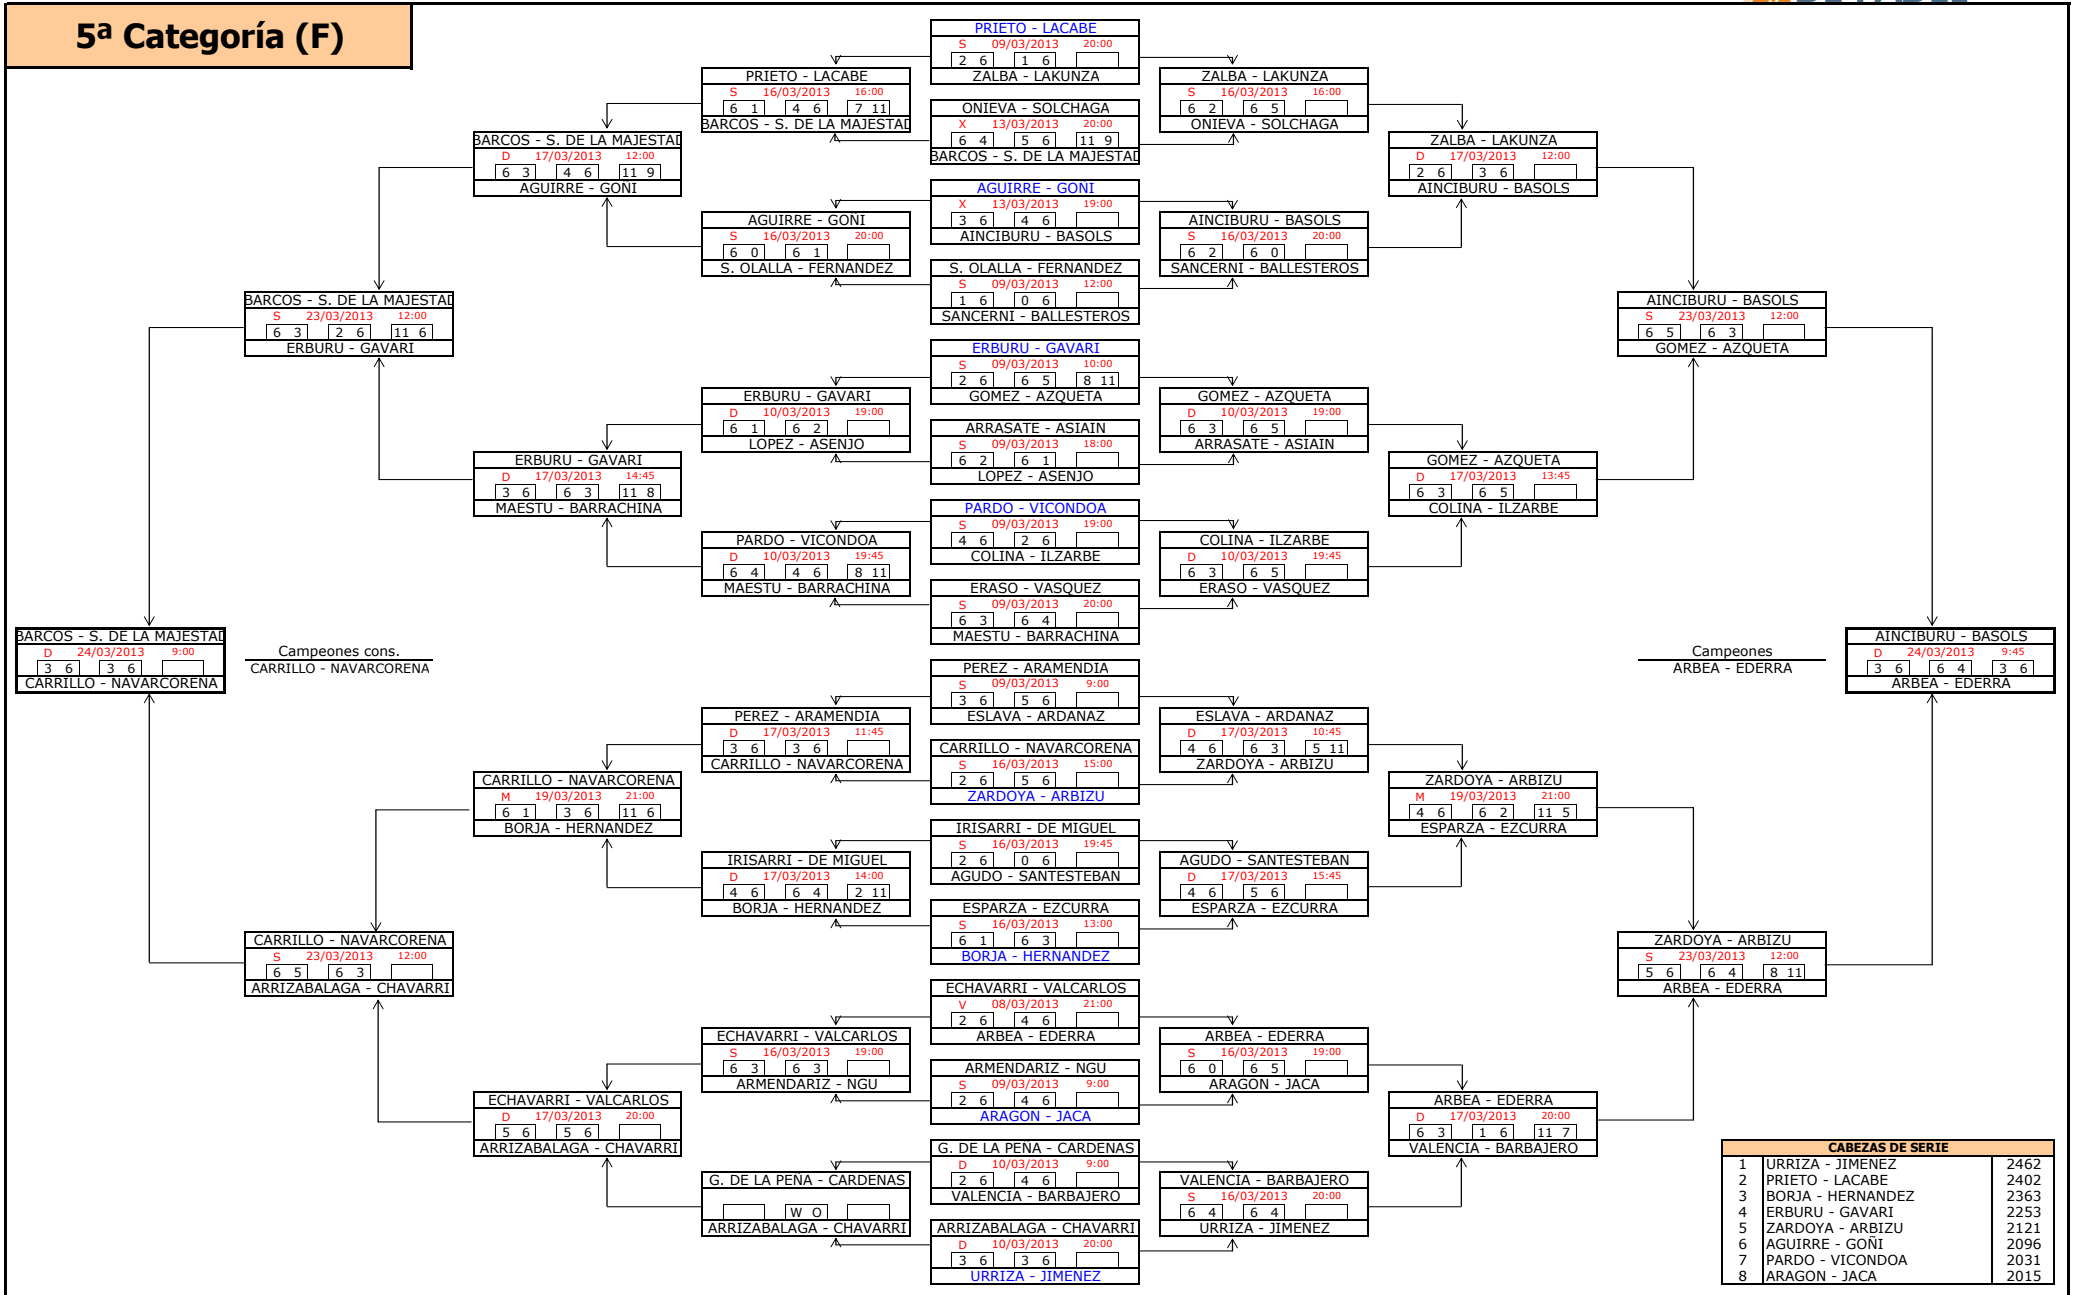 5ª Categoría (F)
BARCOS - S. DE LA MAJESTAD
D 24/03/2013 9:00
3 6 3 6
CARRILLO - NAVARCORENA
Campeones cons.
CARRILLO - NAVARCORENA
BARCOS - S. DE LA MAJESTAD
S 23/03/2013 12:00
6 3 2 6 11 6
ERBURU - GAVARI
CARRILLO - NAVARCORENA
S 23/03/2013 12:00
6 5 6 3
ARRIZABALAGA - CHAVARRI
BARCOS - S. DE LA MAJESTAD
D 17/03/2013 12:00
6 3 4 6 11 9
AGUIRRE - GOÑI
ERBURU - GAVARI
D 17/03/2013 14:45
3 6 6 3 11 8
MAESTU - BARRACHINA
CARRILLO - NAVARCORENA
M 19/03/2013 21:00
6 1 3 6 11 6
BORJA - HERNANDEZ
ECHAVARRI - VALCARLOS
D 17/03/2013 20:00
5 6 5 6
ARRIZABALAGA - CHAVARRI
PRIETO - LACABE
S 16/03/2013 16:00
6 1 4 6 7 11
BARCOS - S. DE LA MAJESTAD
AGUIRRE - GOÑI
S 16/03/2013 20:00
6 0 6 1
S. OLALLA - FERNANDEZ
ERBURU - GAVARI
D 10/03/2013 19:00
6 1 6 2
LOPEZ - ASENJO
PARDO - VICONDOA
D 10/03/2013 19:45
6 4 4 6 8 11
MAESTU - BARRACHINA
PEREZ - ARAMENDIA
D 17/03/2013 11:45
3 6 3 6
CARRILLO - NAVARCORENA
IRISARRI - DE MIGUEL
D 17/03/2013 14:00
4 6 6 4 2 11
BORJA - HERNANDEZ
ECHAVARRI - VALCARLOS
S 16/03/2013 19:00
6 3 6 3
ARMENDARIZ - NGU
G. DE LA PEÑA - CARDENAS
W O
ARRIZABALAGA - CHAVARRI
PRIETO - LACABE
S 09/03/2013 20:00
2 6 1 6
ZALBA - LAKUNZA
ONIEVA - SOLCHAGA
X 13/03/2013 20:00
6 4 5 6 11 9
BARCOS - S. DE LA MAJESTAD
AGUIRRE - GOÑI
X 13/03/2013 19:00
3 6 4 6
AINCIBURU - BASOLS
S. OLALLA - FERNANDEZ
S 09/03/2013 12:00
1 6 0 6
SANCERNI - BALLESTEROS
ERBURU - GAVARI
S 09/03/2013 10:00
2 6 6 5 8 11
GOMEZ - AZQUETA
ARRASATE - ASIAIN
S 09/03/2013 18:00
6 2 6 1
LOPEZ - ASENJO
PARDO - VICONDOA
S 09/03/2013 19:00
4 6 2 6
COLINA - ILZARBE
ERASO - VASQUEZ
S 09/03/2013 20:00
6 3 6 4
MAESTU - BARRACHINA
PEREZ - ARAMENDIA
S 09/03/2013 9:00
3 6 5 6
ESLAVA - ARDANAZ
CARRILLO - NAVARCORENA
S 16/03/2013 15:00
2 6 5 6
ZARDOYA - ARBIZU
IRISARRI - DE MIGUEL
S 16/03/2013 19:45
2 6 0 6
AGUDO - SANTESTEBAN
ESPARZA - EZCURRA
S 16/03/2013 13:00
6 1 6 3
BORJA - HERNANDEZ
ECHAVARRI - VALCARLOS
V 08/03/2013 21:00
2 6 4 6
ARBEA - EDERRA
ARMENDARIZ - NGU
S 09/03/2013 9:00
2 6 4 6
ARAGON - JACA
G. DE LA PEÑA - CARDENAS
D 10/03/2013 9:00
2 6 4 6
VALENCIA - BARBAJERO
ARRIZABALAGA - CHAVARRI
D 10/03/2013 20:00
3 6 3 6
URRIZA - JIMENEZ
ZALBA - LAKUNZA
S 16/03/2013 16:00
6 2 6 5
ONIEVA - SOLCHAGA
AINCIBURU - BASOLS
S 16/03/2013 20:00
6 2 6 0
SANCERNI - BALLESTEROS
GOMEZ - AZQUETA
D 10/03/2013 19:00
6 3 6 5
ARRASATE - ASIAIN
COLINA - ILZARBE
D 10/03/2013 19:45
6 3 6 5
ERASO - VASQUEZ
ESLAVA - ARDANAZ
D 17/03/2013 10:45
4 6 6 3 5 11
ZARDOYA - ARBIZU
AGUDO - SANTESTEBAN
D 17/03/2013 15:45
4 6 5 6
ESPARZA - EZCURRA
ARBEA - EDERRA
S 16/03/2013 19:00
6 0 6 5
ARAGON - JACA
VALENCIA - BARBAJERO
S 16/03/2013 20:00
6 4 6 4
URRIZA - JIMENEZ
ZALBA - LAKUNZA
D 17/03/2013 12:00
2 6 3 6
AINCIBURU - BASOLS
GOMEZ - AZQUETA
D 17/03/2013 13:45
6 3 6 5
COLINA - ILZARBE
ZARDOYA - ARBIZU
M 19/03/2013 21:00
4 6 6 2 11 5
ESPARZA - EZCURRA
ARBEA - EDERRA
D 17/03/2013 20:00
6 3 1 6 11 7
VALENCIA - BARBAJERO
AINCIBURU - BASOLS
S 23/03/2013 12:00
6 5 6 3
GOMEZ - AZQUETA
ZARDOYA - ARBIZU
S 23/03/2013 12:00
5 6 6 4 8 11
ARBEA - EDERRA
Campeones
ARBEA - EDERRA
AINCIBURU - BASOLS
D 24/03/2013 9:45
3 6 6 4 3 6
ARBEA - EDERRA
CABEZAS DE SERIE
1 URRIZA - JIMENEZ 2462
2 PRIETO - LACABE 2402
3 BORJA - HERNANDEZ 2363
4 ERBURU - GAVARI 2253
5 ZARDOYA - ARBIZU 2121
6 AGUIRRE - GOÑI 2096
7 PARDO - VICONDOA 2031
8 ARAGON - JACA 2015